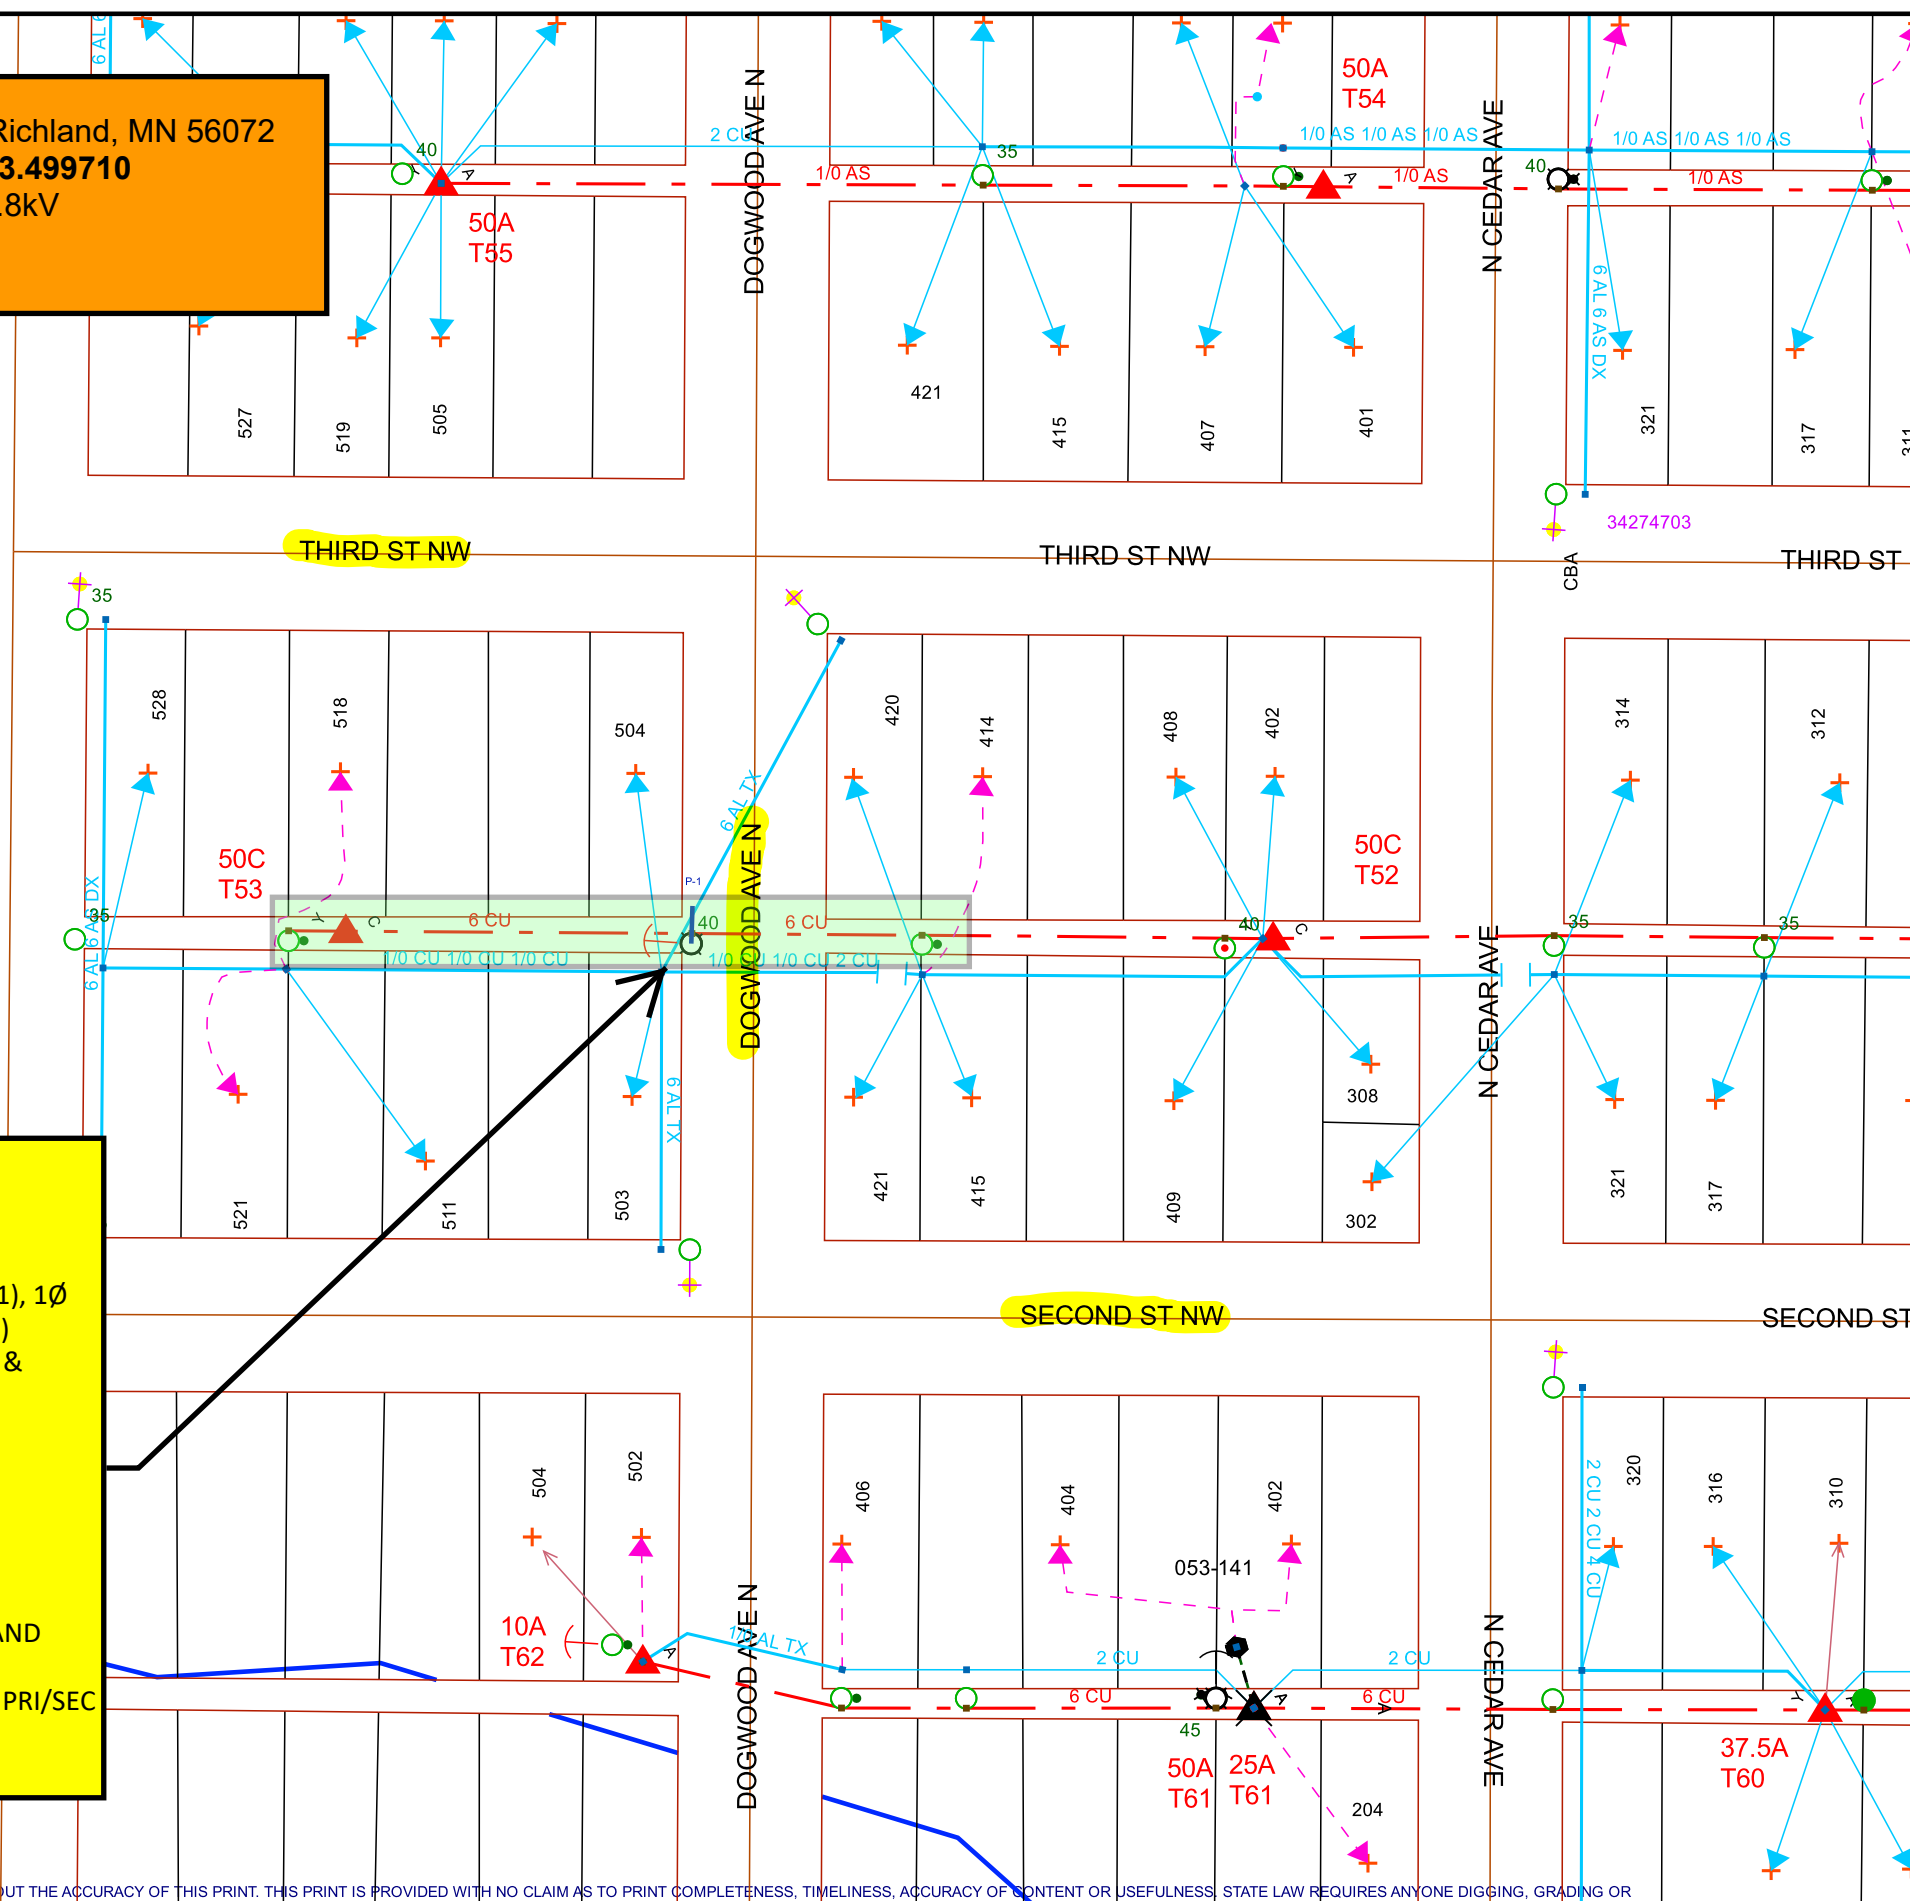 6 AL 6
Richland, MN 56072
3.499710
.8kV
40
Y
A
50A
T55
2 CU
DOGWOOD AVE N
35
1/0 AS
50A
T54
1/0 AS 1/0 AS 1/0 AS
A
1/0 AS
N CEDAR AVE
40
1/0 AS 1/0 AS 1/0 AS
1/0 AS
6 AL 6 AS DX
527
519
505
421
415
407
401
321
317
311
34274703
CBA
THIRD ST NW
THIRD ST NW
THIRD ST
35
528
518
504
6 AL TX
420
414
408
402
314
312
50C
T53
50C
T52
P-1
DOGWOOD AVE N
6 AL 6 AS DX
35
Y
C
6 CU
40
6 CU
40
C
35
35
1/0 CU 1/0 CU 1/0 CU
1/0 CU 1/0 CU 2 CU
N CEDAR AVE
6 AL TX
521
511
503
421
415
409
308
302
321
317
1), 1Ø
)
&
SECOND ST NW
SECOND ST
504
502
406
404
402
320
316
310
2 CU 2 CU 4 CU
053-141
10A
T62
A
DOGWOOD AVE N
1/0 AL TX
2 CU
2 CU
N CEDAR AVE
AND
PRI/SEC
6 CU
A
6 CU
A
Y
45
50A
T61
25A
T61
37.5A
T60
204
OUT THE ACCURACY OF THIS PRINT. THIS PRINT IS PROVIDED WITH NO CLAIM AS TO PRINT COMPLETENESS, TIMELINESS, ACCURACY OF CONTENT OR USEFULNESS. STATE LAW REQUIRES ANYONE DIGGING, GRADING OR